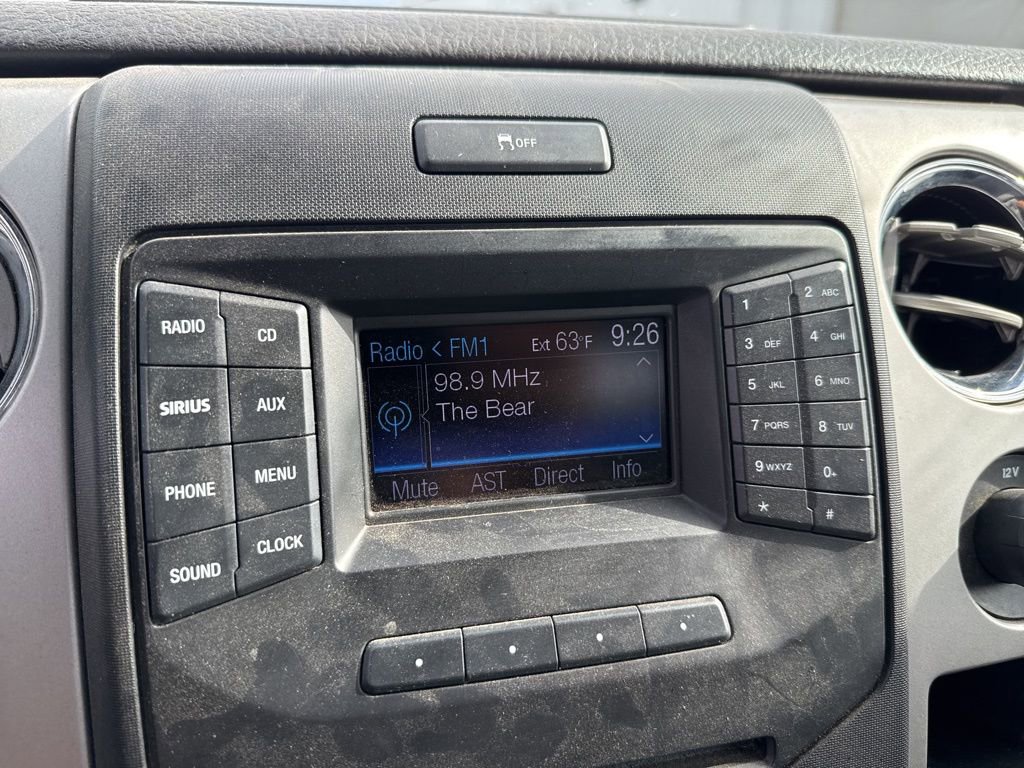 OFF
RADIO
CD
SIRIUS
AUX
PHONE
MENU
SOUND
CLOCK
Radio < FM1 Ext 63°F 9:26
98.9 MHz
The Bear
Mute AST Direct Info
1 2 ABC
3 DEF 4 GHI
5 JKL 6 MNO
7 PQRS 8 TUV
9 WXYZ 0+
* #
12V